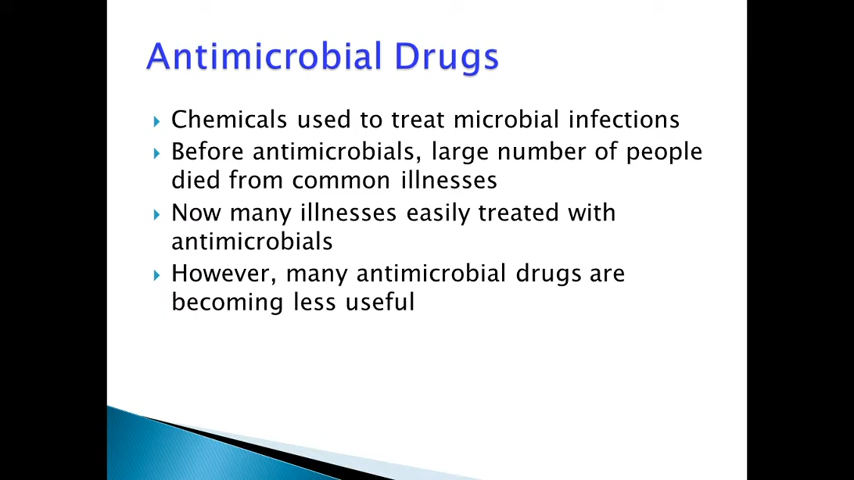 Antimicrobial Drugs
Chemicals used to treat microbial infections
Before antimicrobials, large number of people
died from common illnesses
Now many illnesses easily treated with
antimicrobials
However, many antimicrobial drugs are
becoming less useful